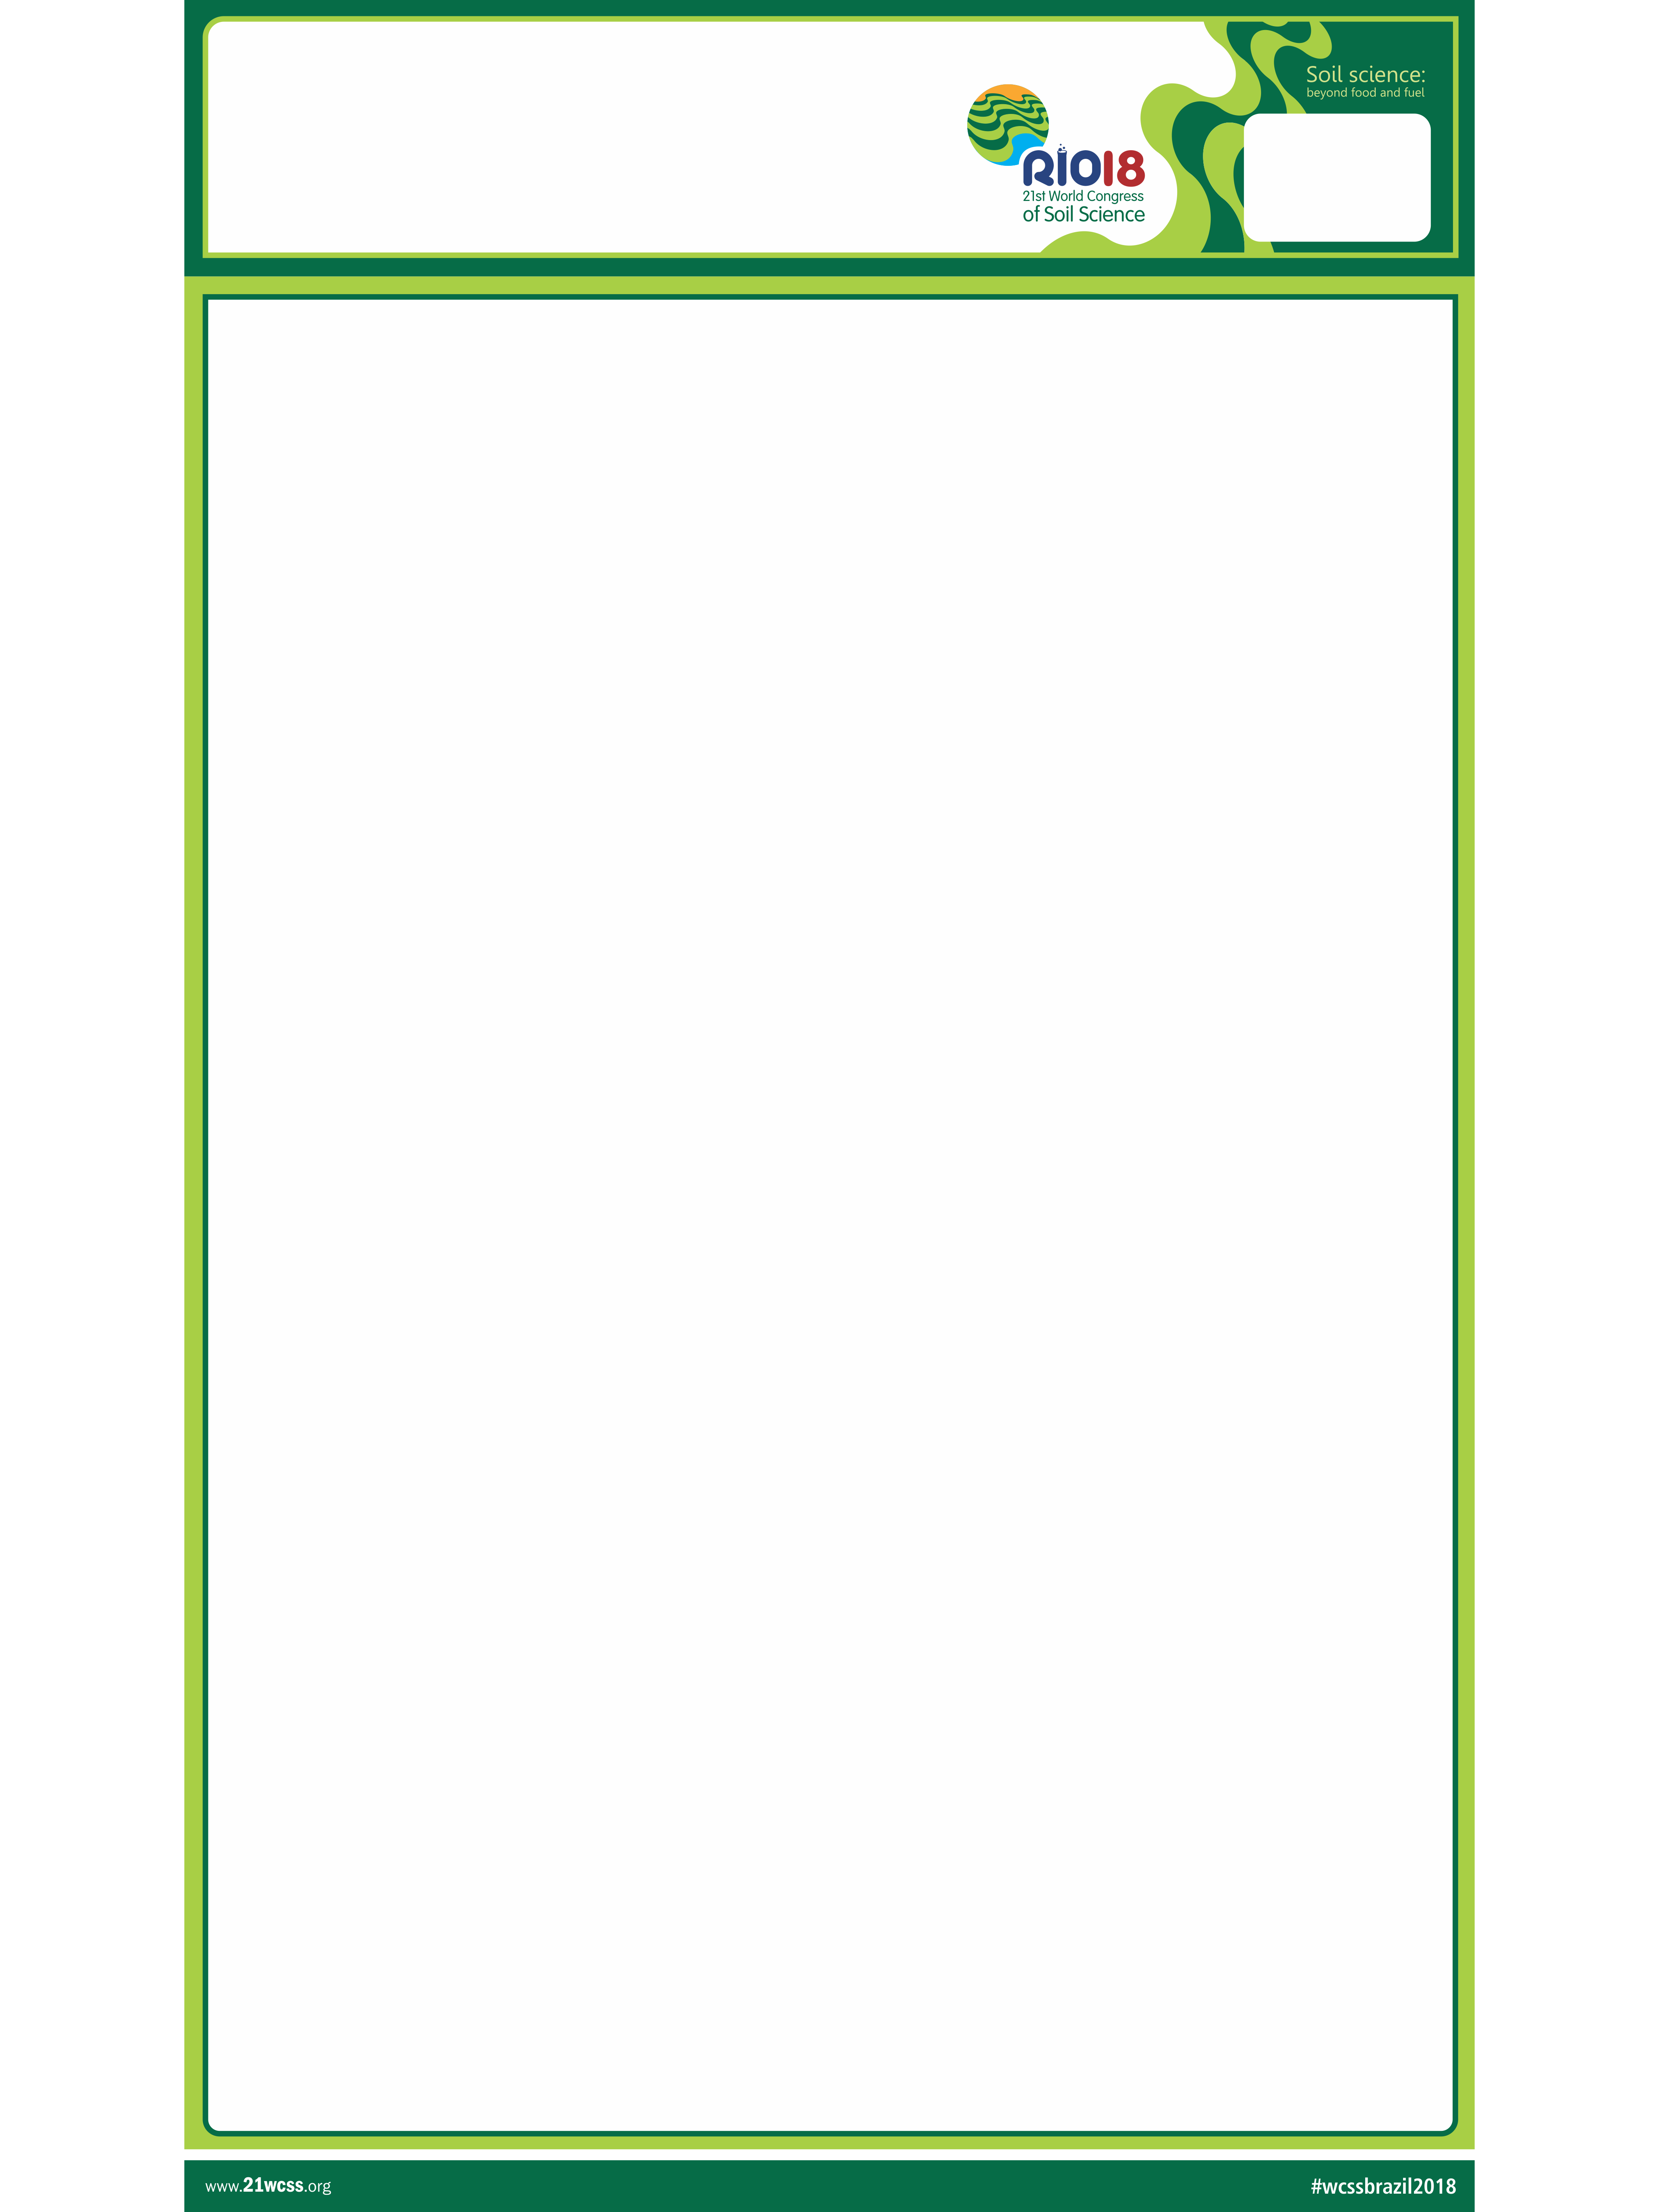 Soil science:
beyond food and fuel
RIO18
21st World Congress
of Soil Science
www.21wcss.org
#wcssbrazil2018